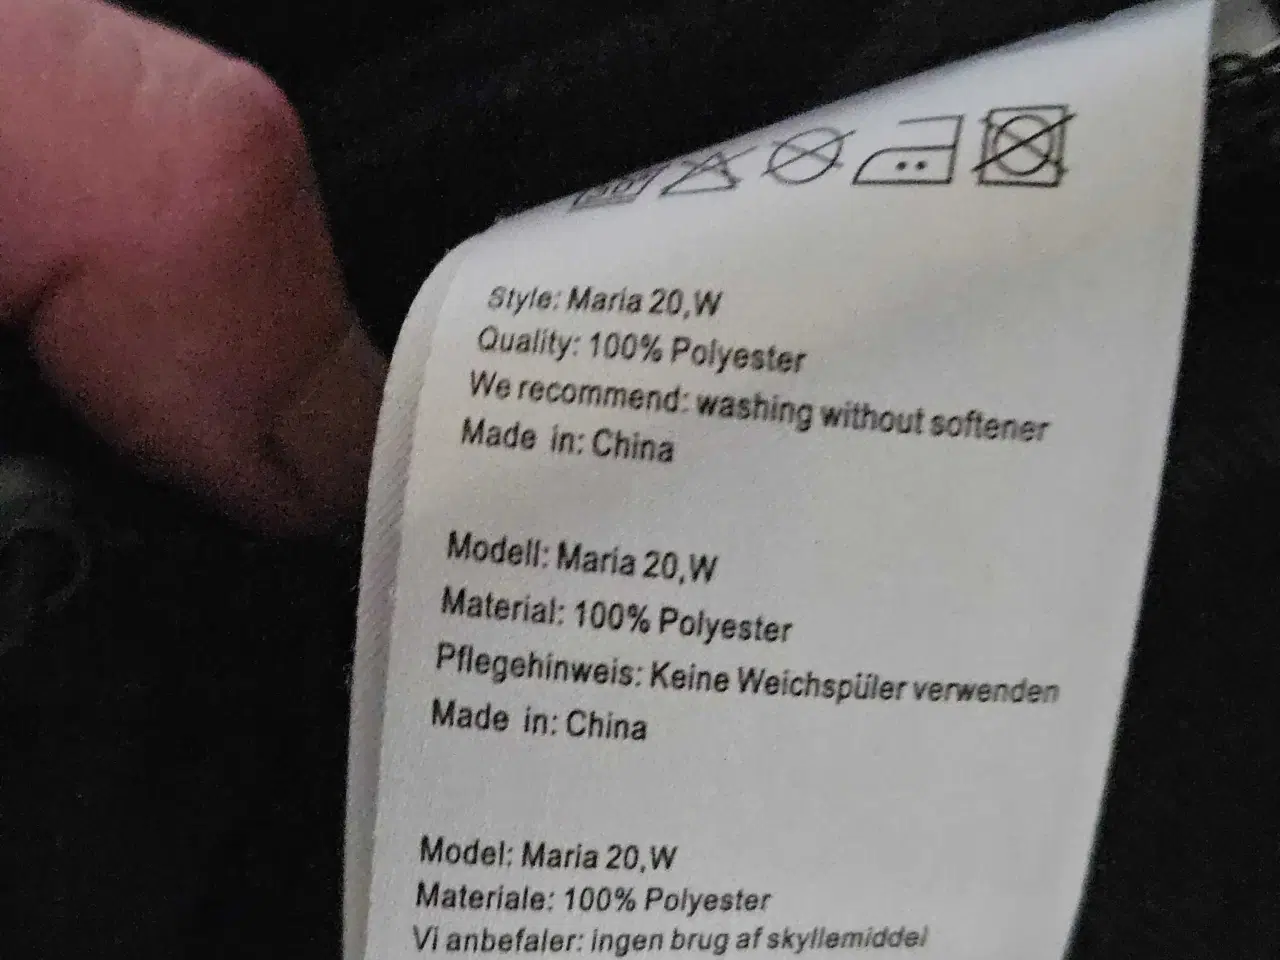 Style: Maria 20,W
Quality: 100% Polyester
We recommend: washing without softener
Made in: China
Modell: Maria 20,W
Material: 100% Polyester
Pflegehinweis: Keine Weichspüler verwenden
Made in: China
Model: Maria 20,W
Materiale: 100% Polyester
Vi anbefaler: ingen brug af skyllemiddel